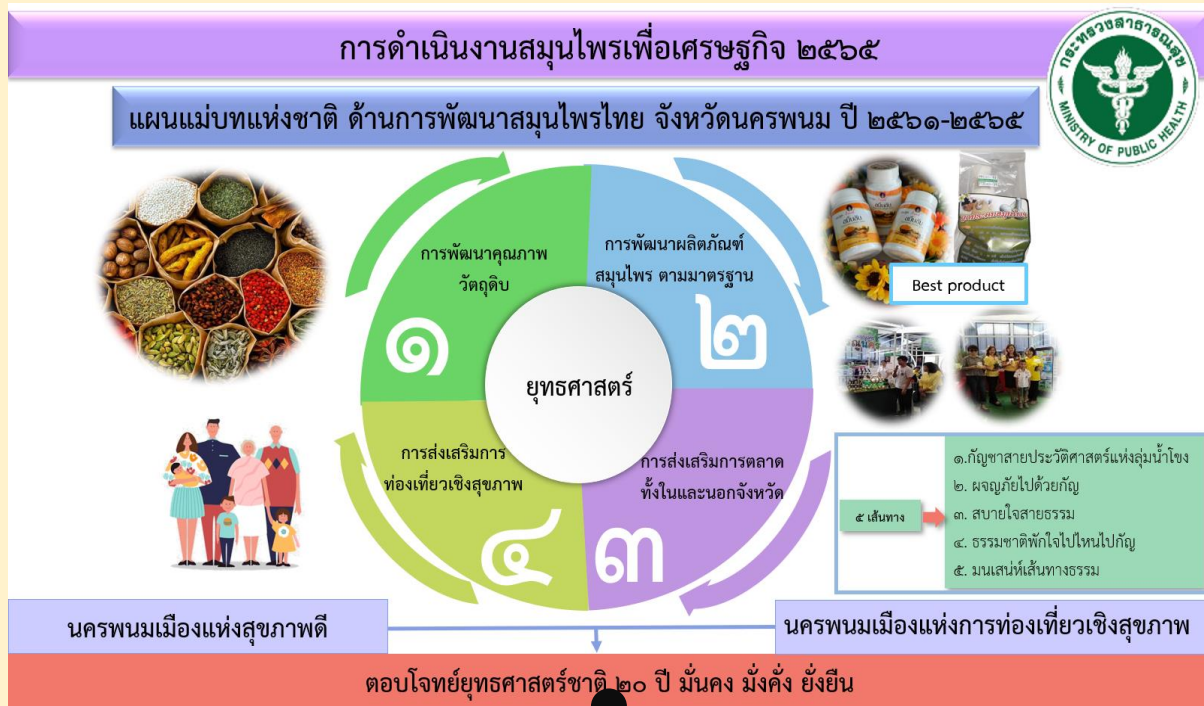 การดำเนินงานสมุนไพรเพื่อเศรษฐกิจ ๒๕๖๕
กระทรวงสาธารณสุข
MINISTRY OF PUBLIC HEALTH
แผนแม่บทแห่งชาติ ด้านการพัฒนาสมุนไพรไทย จังหวัดนครพนม ปี ๒๕๖๑-๒๕๖๕
การพัฒนาคุณภาพ
วัตถุดิบ
๑
การพัฒนาผลิตภัณฑ์
สมุนไพร ตามมาตรฐาน
๒
Best product
ยุทธศาสตร์
การส่งเสริมการ
ท่องเที่ยวเชิงสุขภาพ
๔
การส่งเสริมการตลาด
ทั้งในและนอกจังหวัด
๓
๕ เส้นทาง
๑.กัญชาสายประวัติศาสตร์แห่งลุ่มน้ำโขง
๒. ผจญภัยไปด้วยกัญ
๓. สบายใจสายธรรม
๔. ธรรมชาติพักใจไปไหนไปกัญ
๕. มนเสน่ห์เส้นทางธรรม
นครพนมเมืองแห่งสุขภาพดี
นครพนมเมืองแห่งการท่องเที่ยวเชิงสุขภาพ
ตอบโจทย์ยุทธศาสตร์ชาติ ๒๐ ปี มั่นคง มั่งคั่ง ยั่งยืน